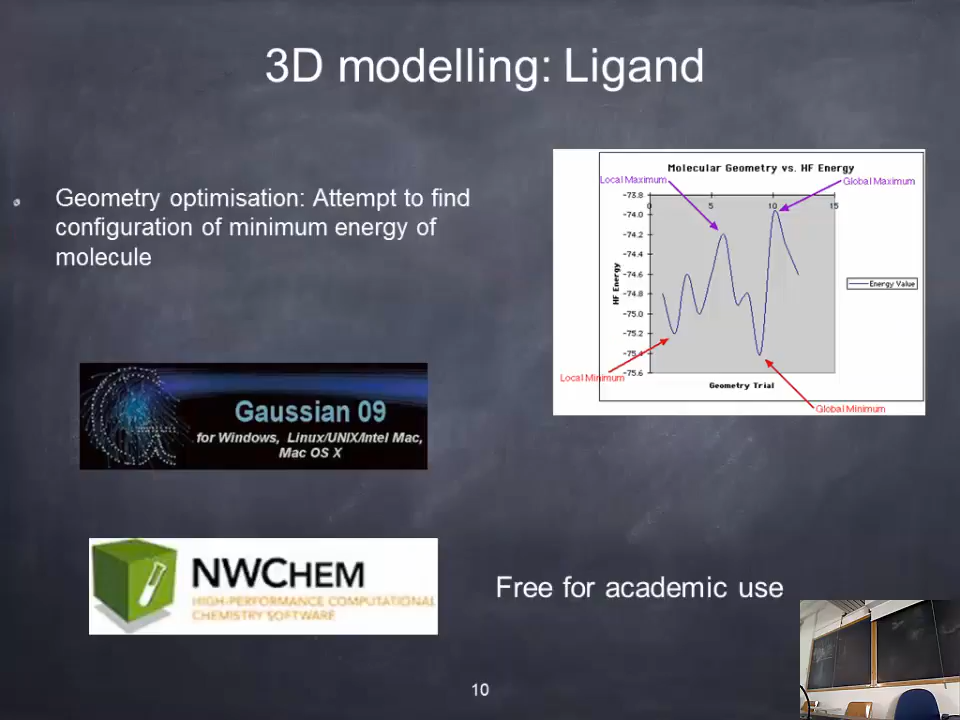 3D modelling: Ligand
Geometry optimisation: Attempt to find
configuration of minimum energy of
molecule
Molecular Geometry vs. HF Energy
Local Maximum
Global Maximum
0 5 10 15
-73.8
-74.0
-74.2
-74.4
-74.6
-74.8
-75.0
-75.2
-75.4
-75.6
HF Energy
Energy Value
Local Minimum
Geometry Trial
Global Minimum
Gaussian 09
for Windows, Linux/UNIX/Intel Mac,
Mac OS X
NWCHEM
HIGH-PERFORMANCE COMPUTATIONAL
CHEMISTRY SOFTWARE
Free for academic use
10